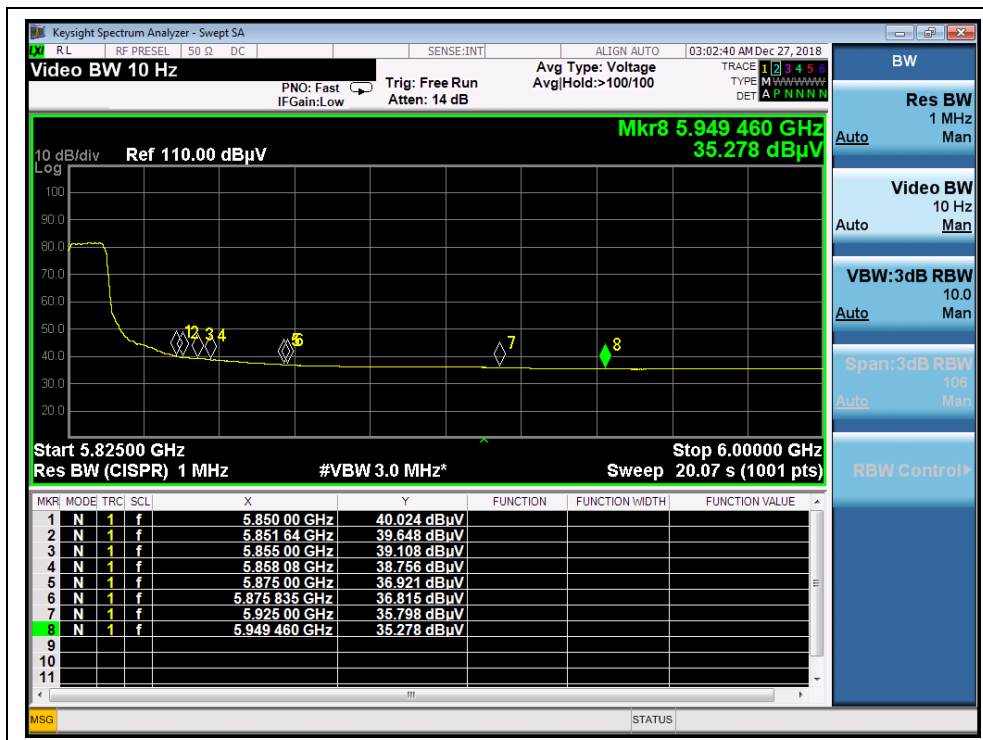 Keysight Spectrum Analyzer - Swept SA
LXI RL RF PRESEL 50 Ω DC SENSE:INT ALIGN AUTO 03:02:40 AM Dec 27, 2018
Video BW 10 Hz
PNO: Fast
IFGain:Low
Trig: Free Run
Atten: 14 dB
Avg Type: Voltage
Avg|Hold:>100/100
TRACE 1 2 3 4 5 6
TYPE M WWWWW
DET A P N N N N
Mkr8 5.949 460 GHz
35.278 dBµV
10 dB/div Ref 110.00 dBµV
Log
100
90.0
80.0
70.0
60.0
50.0
40.0
30.0
20.0
1 2 3 4 5 6 7 8
Start 5.82500 GHz Stop 6.00000 GHz
Res BW (CISPR) 1 MHz #VBW 3.0 MHz* Sweep 20.07 s (1001 pts)
MKR MODE TRC SCL X Y FUNCTION FUNCTION WIDTH FUNCTION VALUE
1 N 1 f 5.850 00 GHz 40.024 dBµV
2 N 1 f 5.851 64 GHz 39.648 dBµV
3 N 1 f 5.855 00 GHz 39.108 dBµV
4 N 1 f 5.858 08 GHz 38.756 dBµV
5 N 1 f 5.875 00 GHz 36.921 dBµV
6 N 1 f 5.875 835 GHz 36.815 dBµV
7 N 1 f 5.925 00 GHz 35.798 dBµV
8 N 1 f 5.949 460 GHz 35.278 dBµV
9
10
11
MSG STATUS
BW
Res BW
1 MHz
Auto Man
Video BW
10 Hz
Auto Man
VBW:3dB RBW
10.0
Auto Man
Span:3dB RBW
106
Auto Man
RBW Control